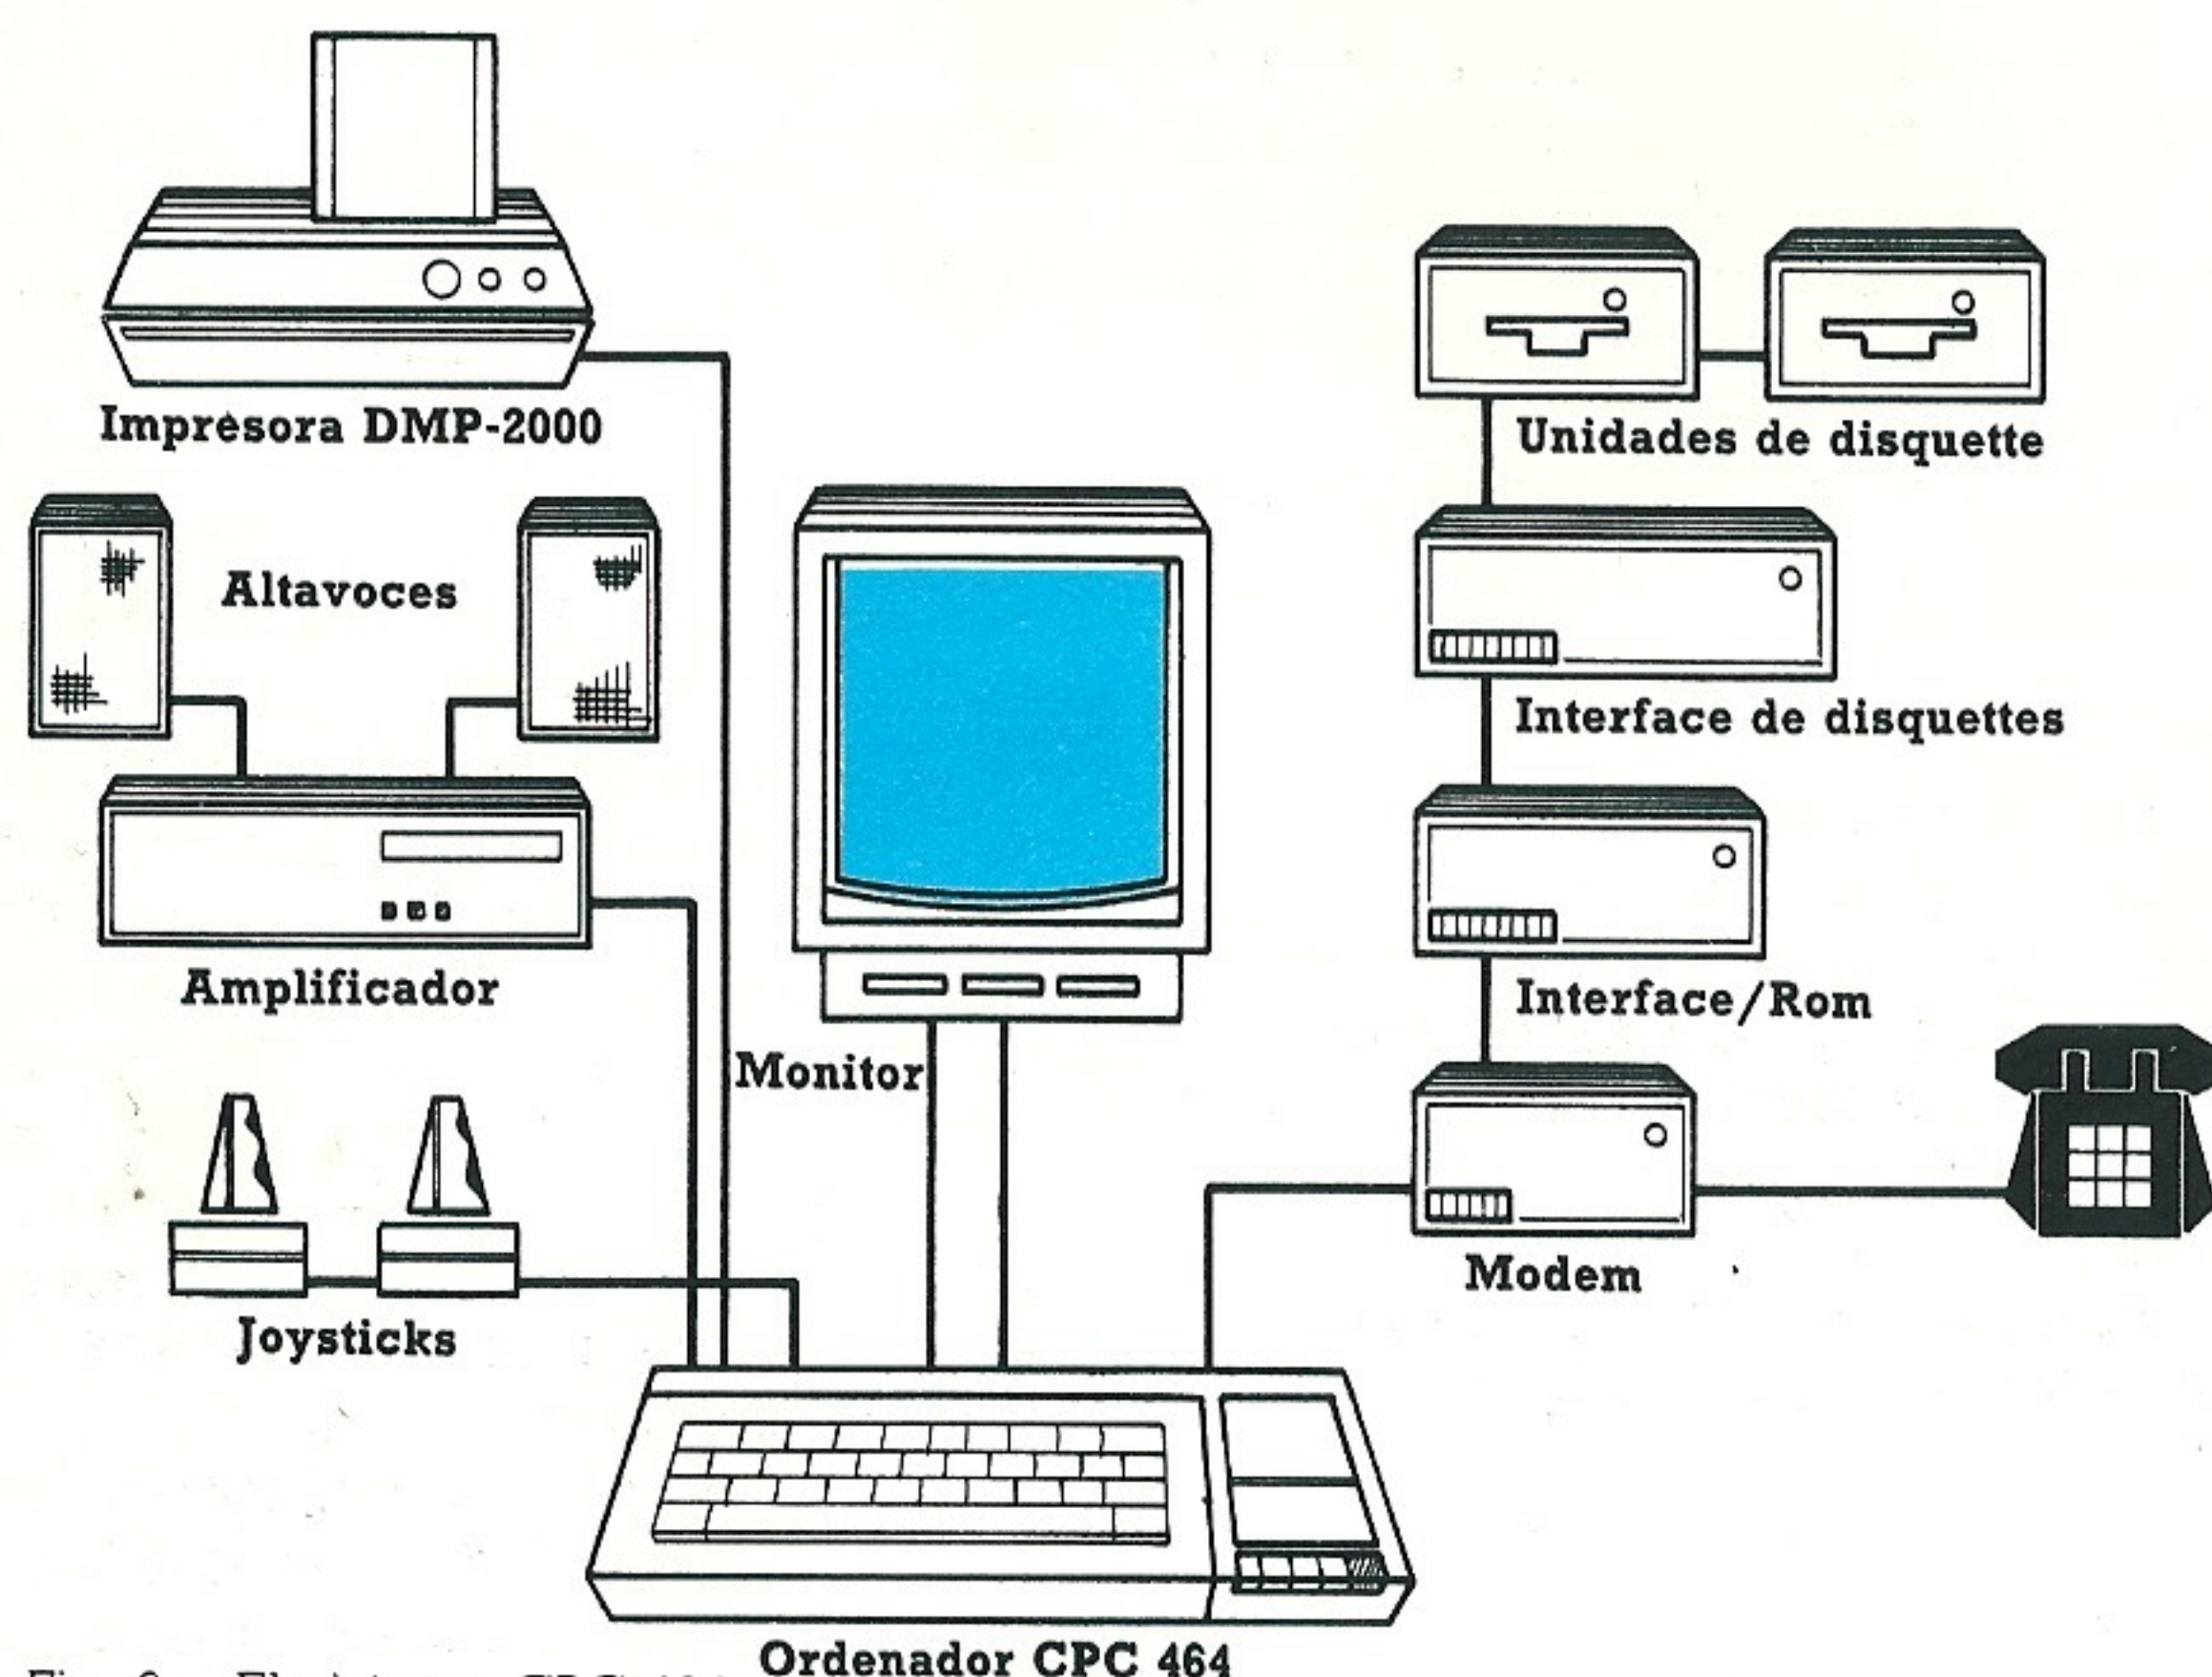 Impresora DMP-2000
Unidades de disquette
Altavoces
Interface de disquettes
Amplificador
Interface/Rom
Monitor
Modem
Joysticks
Ordenador CPC 464